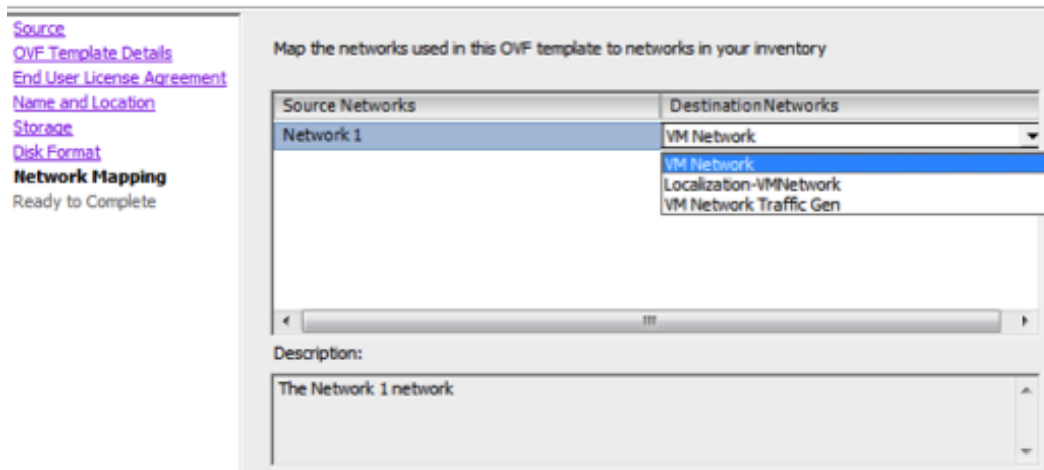 Source
OVF Template Details
End User License Agreement
Name and Location
Storage
Disk Format
Network Mapping
Ready to Complete
Map the networks used in this OVF template to networks in your inventory
Source Networks Destination Networks
Network 1 VM Network
VM Network
Localization-VMNetwork
VM Network Traffic Gen
Description:
The Network 1 network